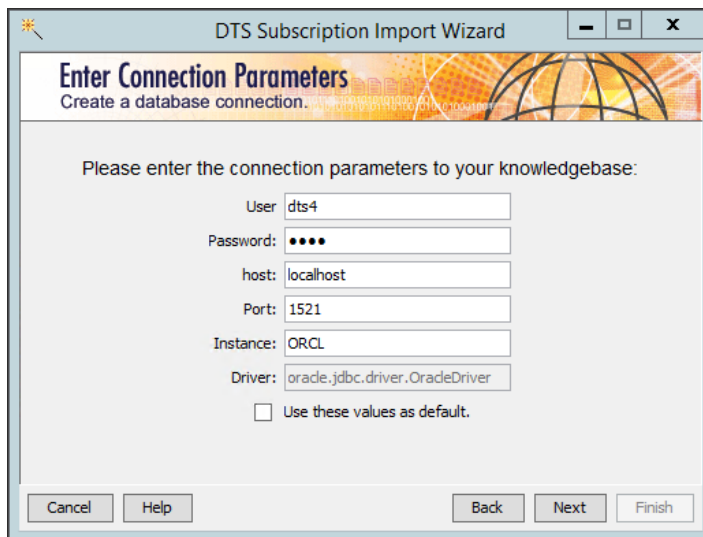 DTS Subscription Import Wizard
Enter Connection Parameters
Create a database connection.
Please enter the connection parameters to your knowledgebase:
User dts4
Password: ●●●●
host: localhost
Port: 1521
Instance: ORCL
Driver: oracle.jdbc.driver.OracleDriver
Use these values as default.
Cancel Help Back Next Finish